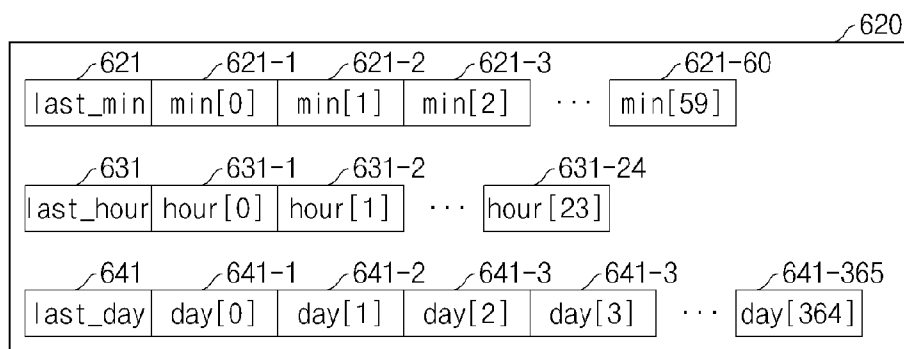 620
621 621-1 621-2 621-3 621-60
last_min min[0] min[1] min[2] ··· min[59]
631 631-1 631-2 631-24
last_hour hour[0] hour[1] ··· hour[23]
641 641-1 641-2 641-3 641-3 641-365
last_day day[0] day[1] day[2] day[3] ··· day[364]